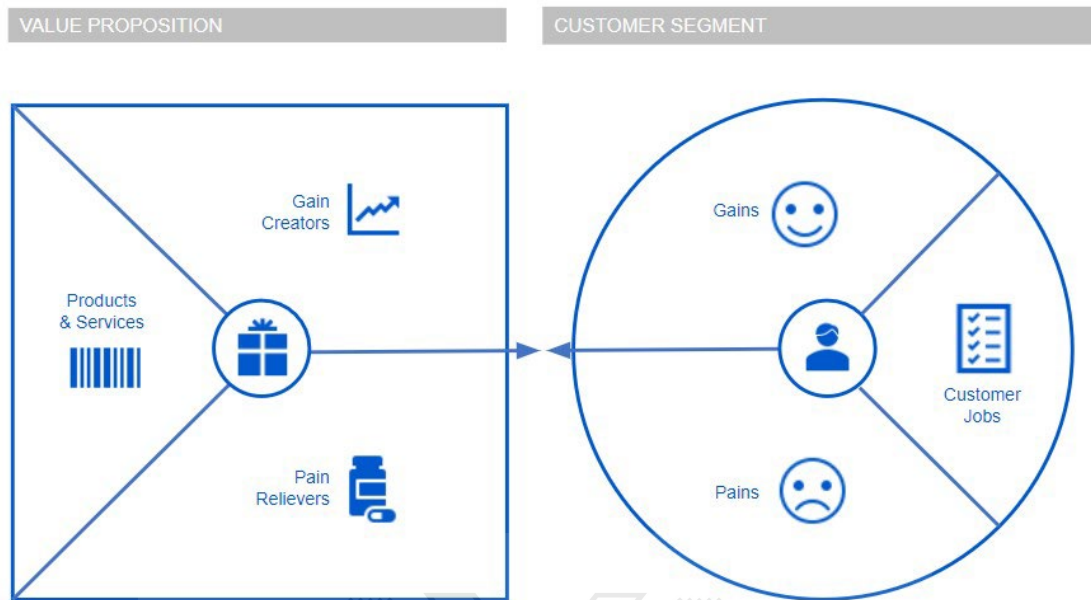 VALUE PROPOSITION
CUSTOMER SEGMENT
Gain
Creators
Products
& Services
Pain
Relievers
Gains
Customer
Jobs
Pains